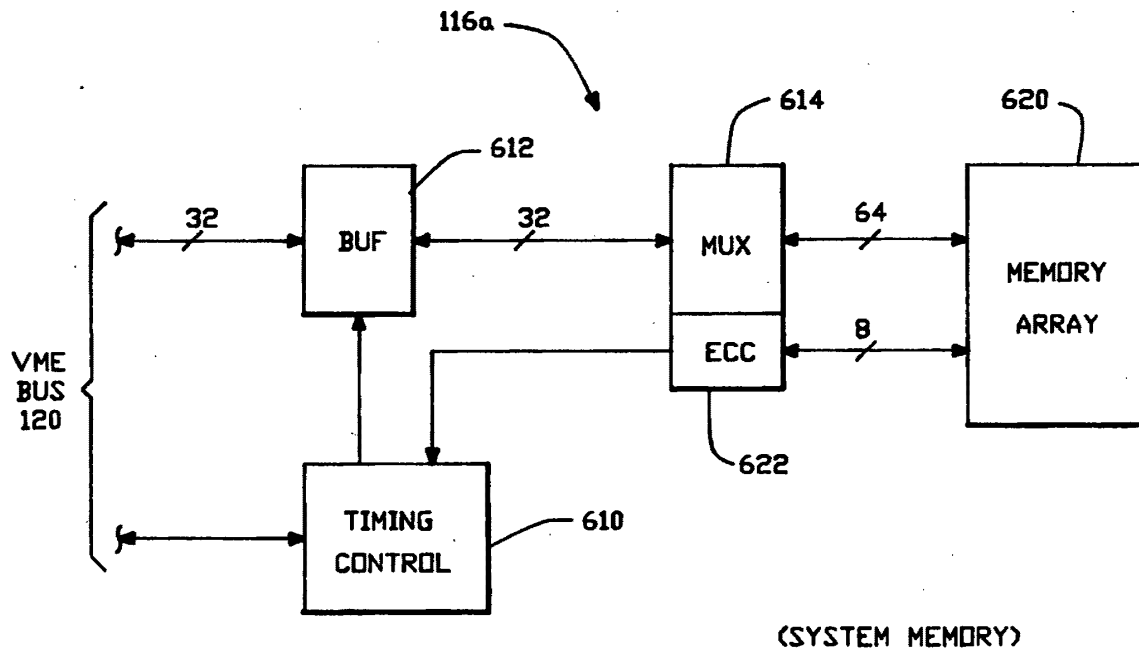 116a
614
620
612
32
BUF
32
MUX
64
MEMORY
ARRAY
ECC
8
VME
BUS
120
622
TIMING
CONTROL
610
(SYSTEM MEMORY)